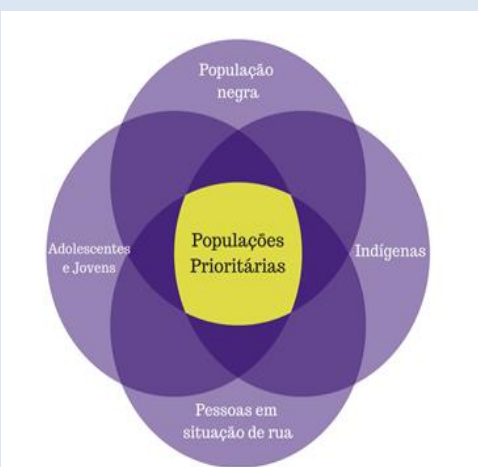 População
negra
Adolescentes
e Jovens
Populações
Prioritárias
Indígenas
Pessoas em
situação de rua